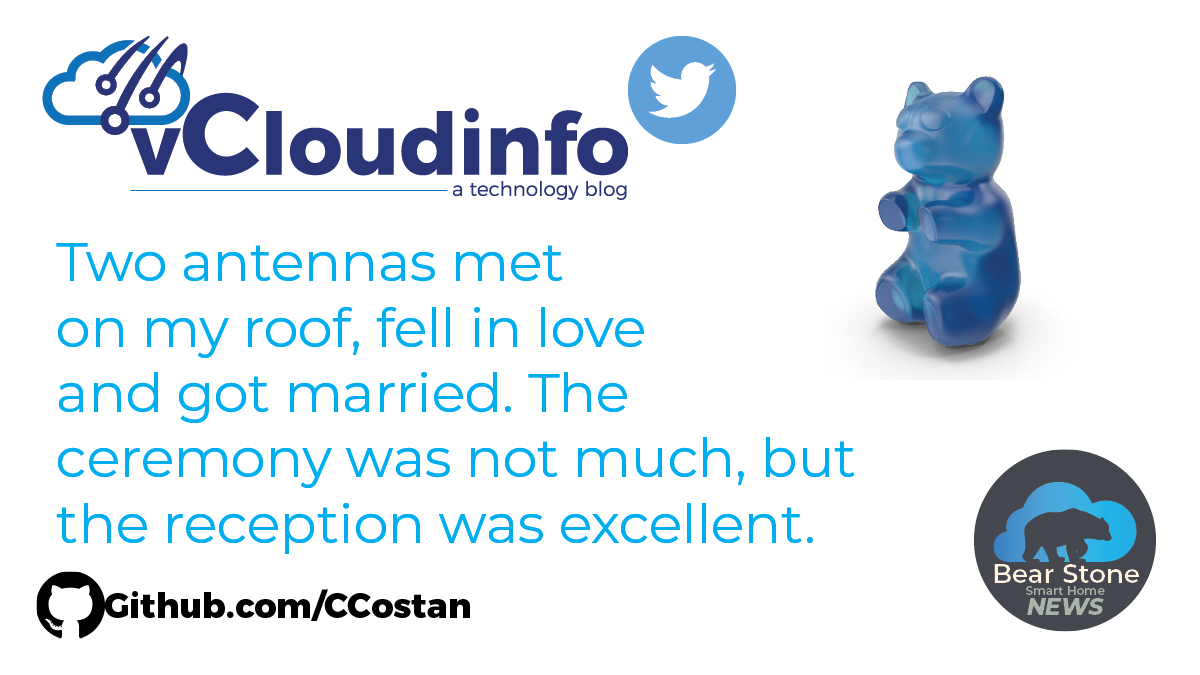 vCloudinfo
a technology blog
Two antennas met
on my roof, fell in love
and got married. The
ceremony was not much, but
the reception was excellent.
Github.com/CCostan
Bear Stone
Smart Home
NEWS